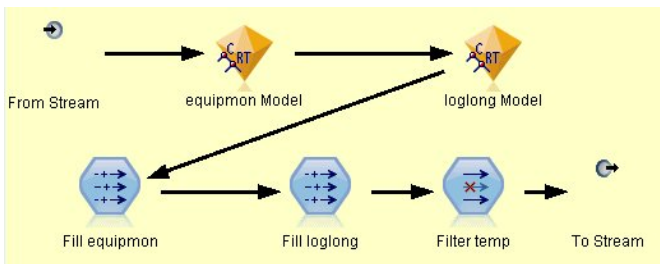 C
RT
C
RT
From Stream
equipmon Model
loglong Model
Fill equipmon
Fill loglong
Filter temp
To Stream